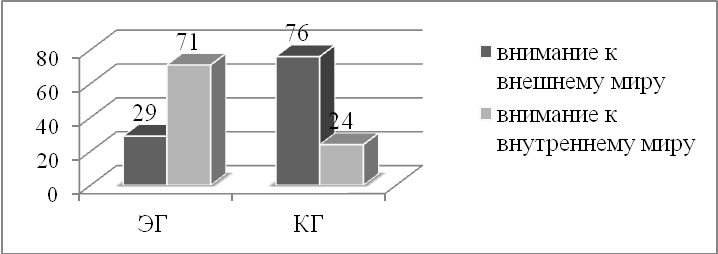 80
60
40
20
0
29
71
76
24
ЭГ
КГ
внимание к
внешнему миру
внимание к
внутреннему миру